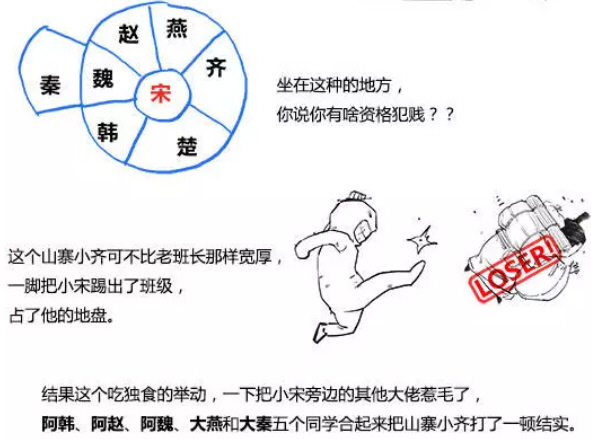 赵 燕
秦 魏 宋 齐
韩 楚
坐在这种的地方，
你说你有啥资格犯贱？？
这个山寨小齐可不比老班长那样宽厚，
一脚把小宋踢出了班级，
占了他的地盘。
LOSER!
结果这个吃独食的举动，一下把小宋旁边的其他大佬惹毛了，
阿韩、阿赵、阿魏、大燕和大秦五个同学合起来把山寨小齐打了一顿结实。